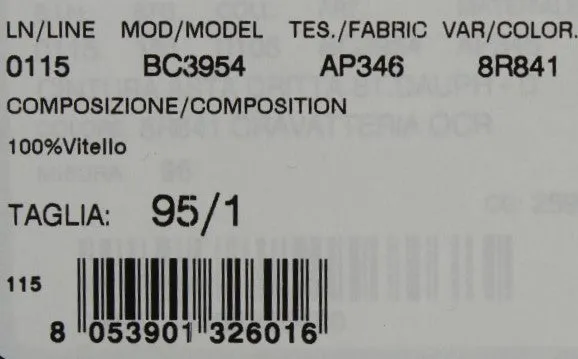 LN/LINE MOD/MODEL TES./FABRIC VAR/COLOR.
0115 BC3954 AP346 8R841
COMPOSIZIONE/COMPOSITION
100%Vitello
TAGLIA: 95/1
115
8 053901 326016